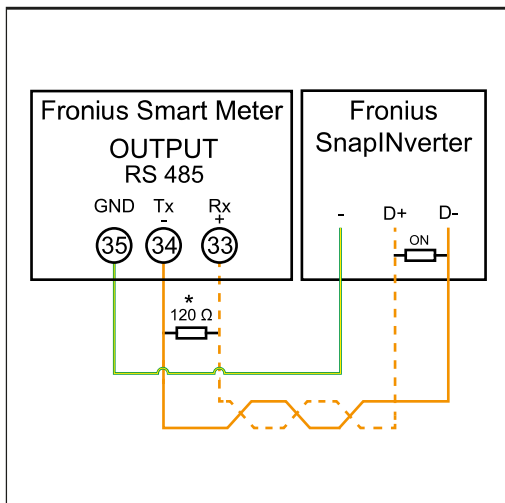 Fronius Smart Meter
OUTPUT
RS 485
GND Tx Rx
- +
35 34 33
*
120 Ω
Fronius
SnapINverter
- D+ D-
ON